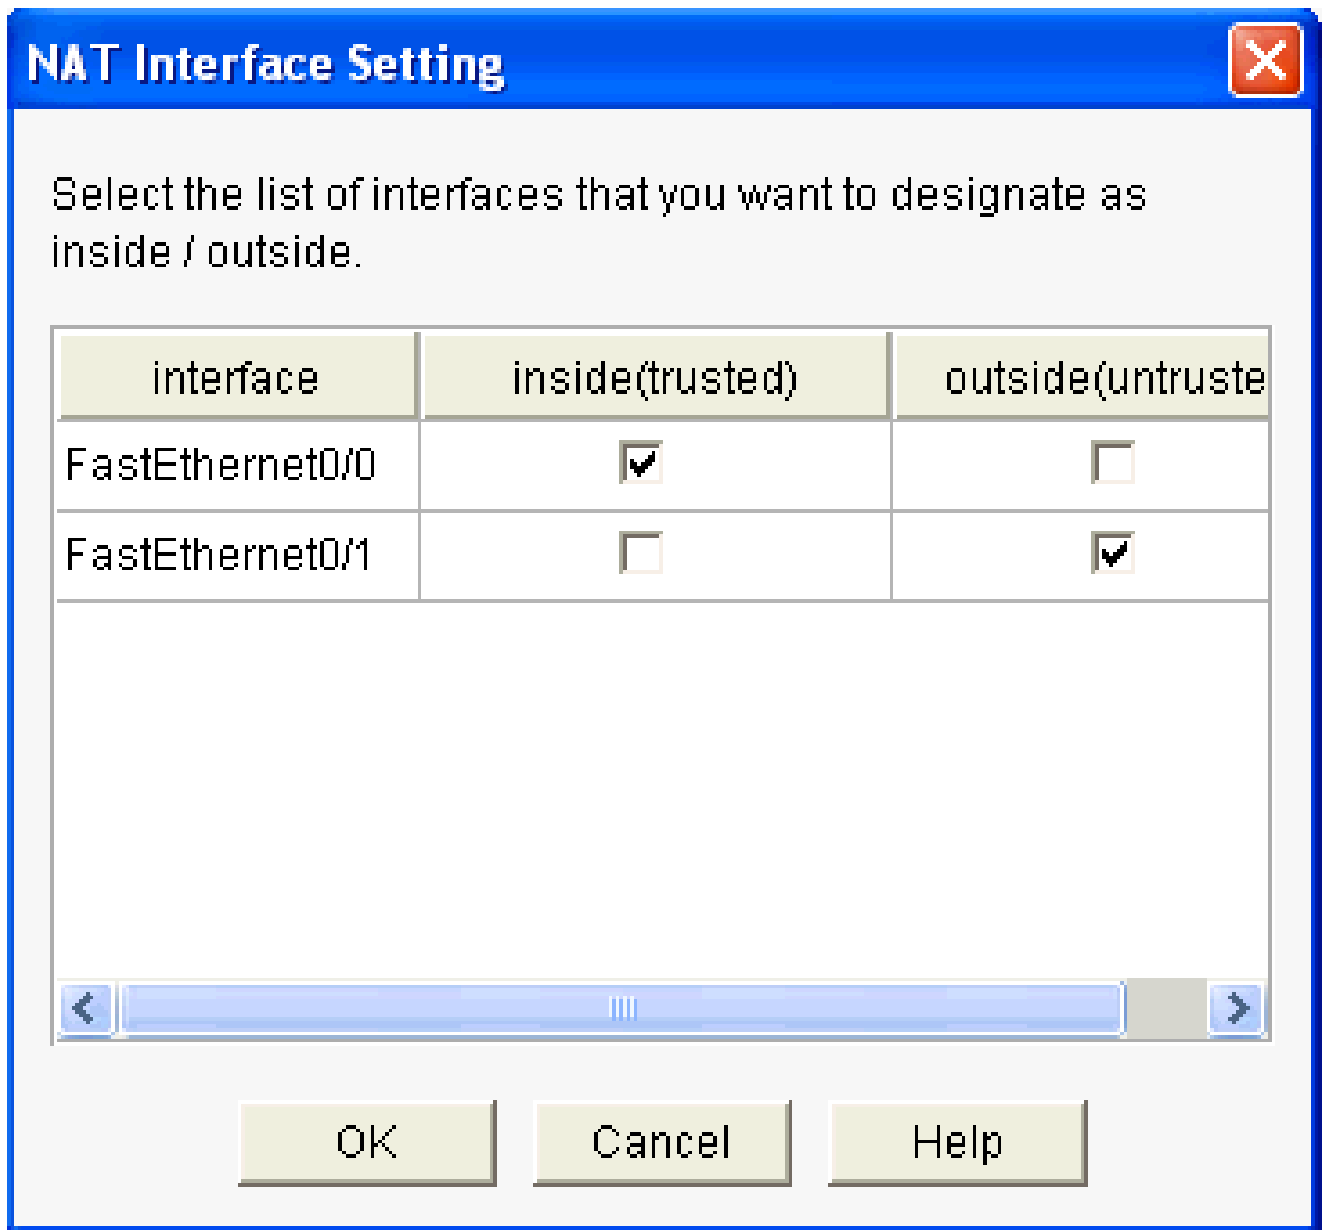 NAT Interface Setting
Select the list of interfaces that you want to designate as
inside / outside.
interface inside(trusted) outside(untruste
FastEthernet0/0
FastEthernet0/1
OK Cancel Help